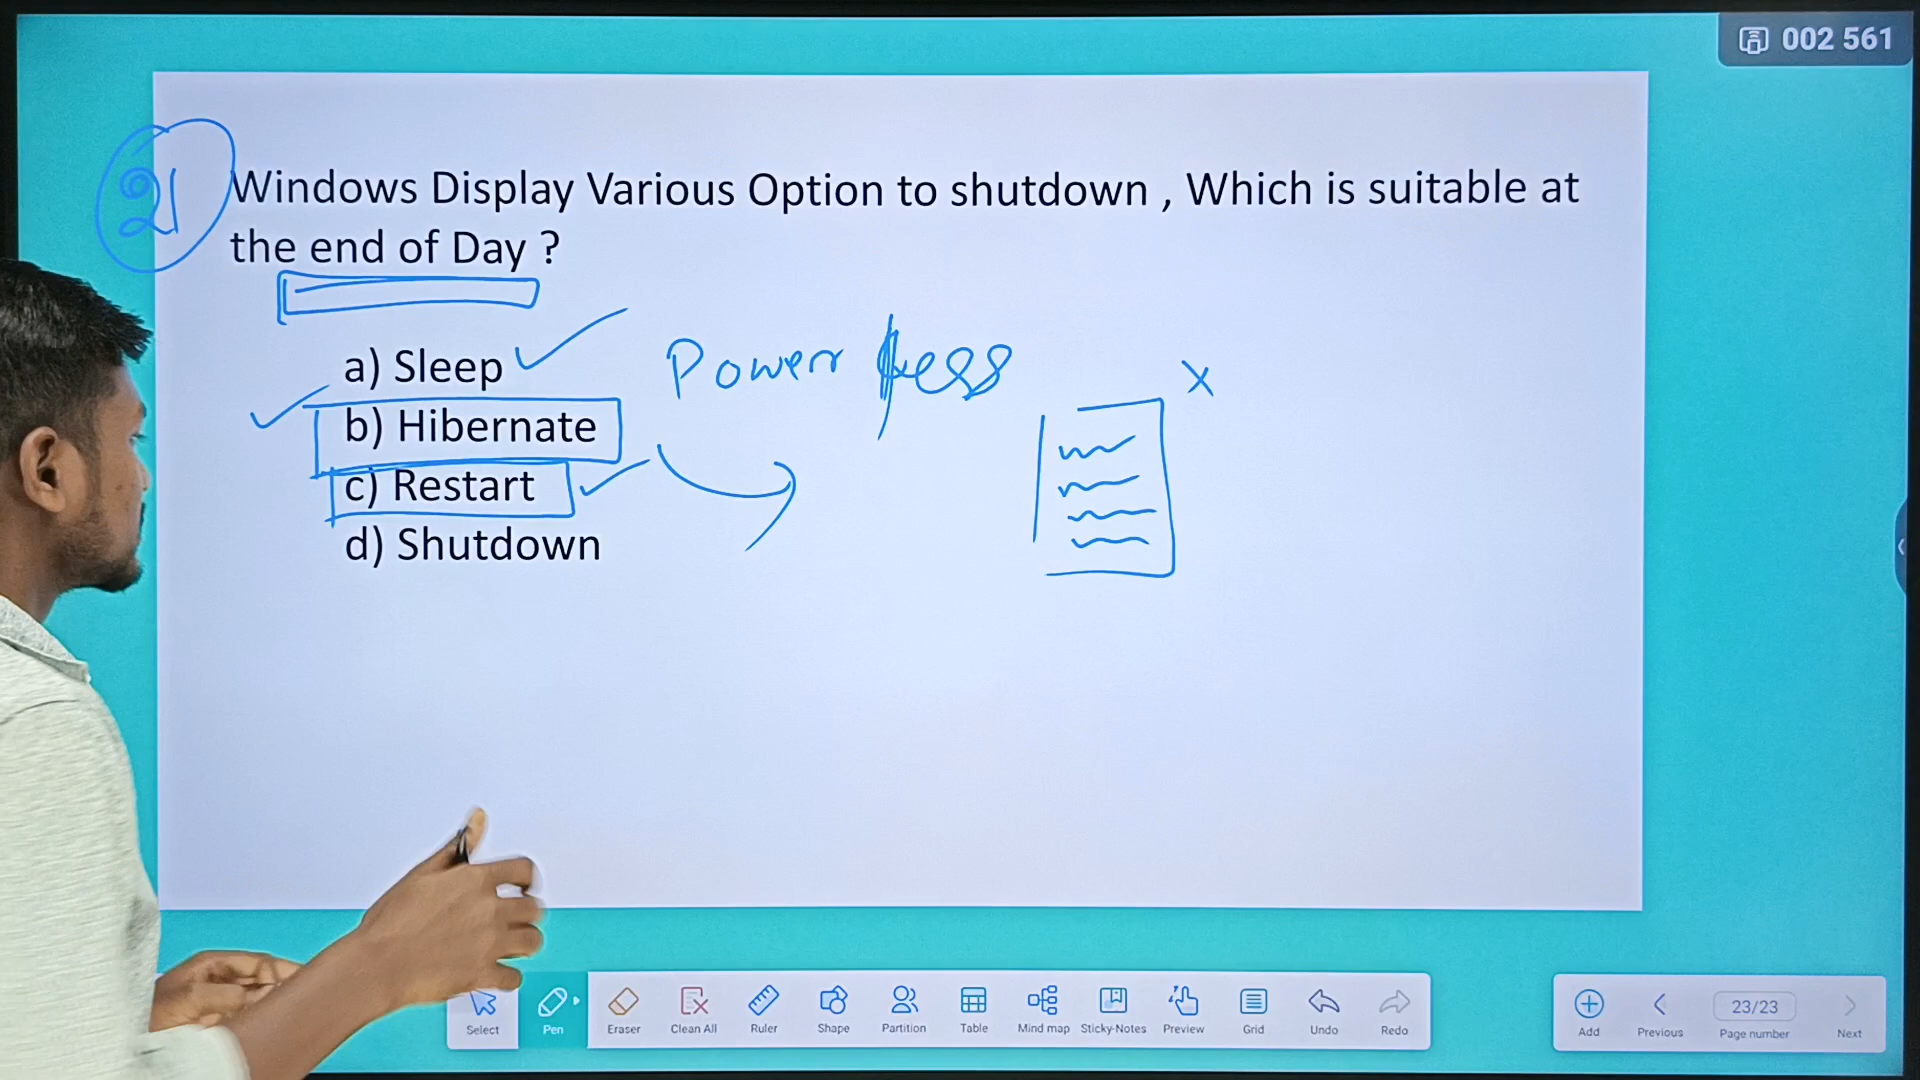 002 561
21
Windows Display Various Option to shutdown , Which is suitable at
the end of Day ?
a) Sleep
Power less
x
b) Hibernate
c) Restart
d) Shutdown
Select
Pen
Eraser
Clean All
Ruler
Shape
Partition
Table
Mind map
Sticky-Notes
Preview
Grid
Undo
Redo
Add
Previous
23/23
Page number
Next